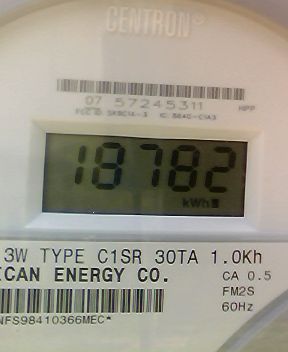 CENTRON®
07 57245311 HPP
18782
kWh
3W TYPE C1SR 30TA 1.0Kh
ICAN ENERGY CO. CA 0.5
FM2S
NFS98410366MEC* 60Hz